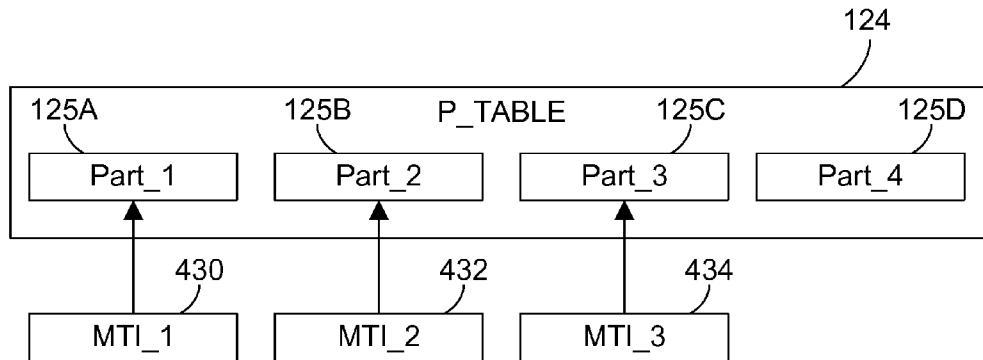 124
125A 125B P_TABLE 125C 125D
Part_1 Part_2 Part_3 Part_4
430 432 434
MTI_1 MTI_2 MTI_3